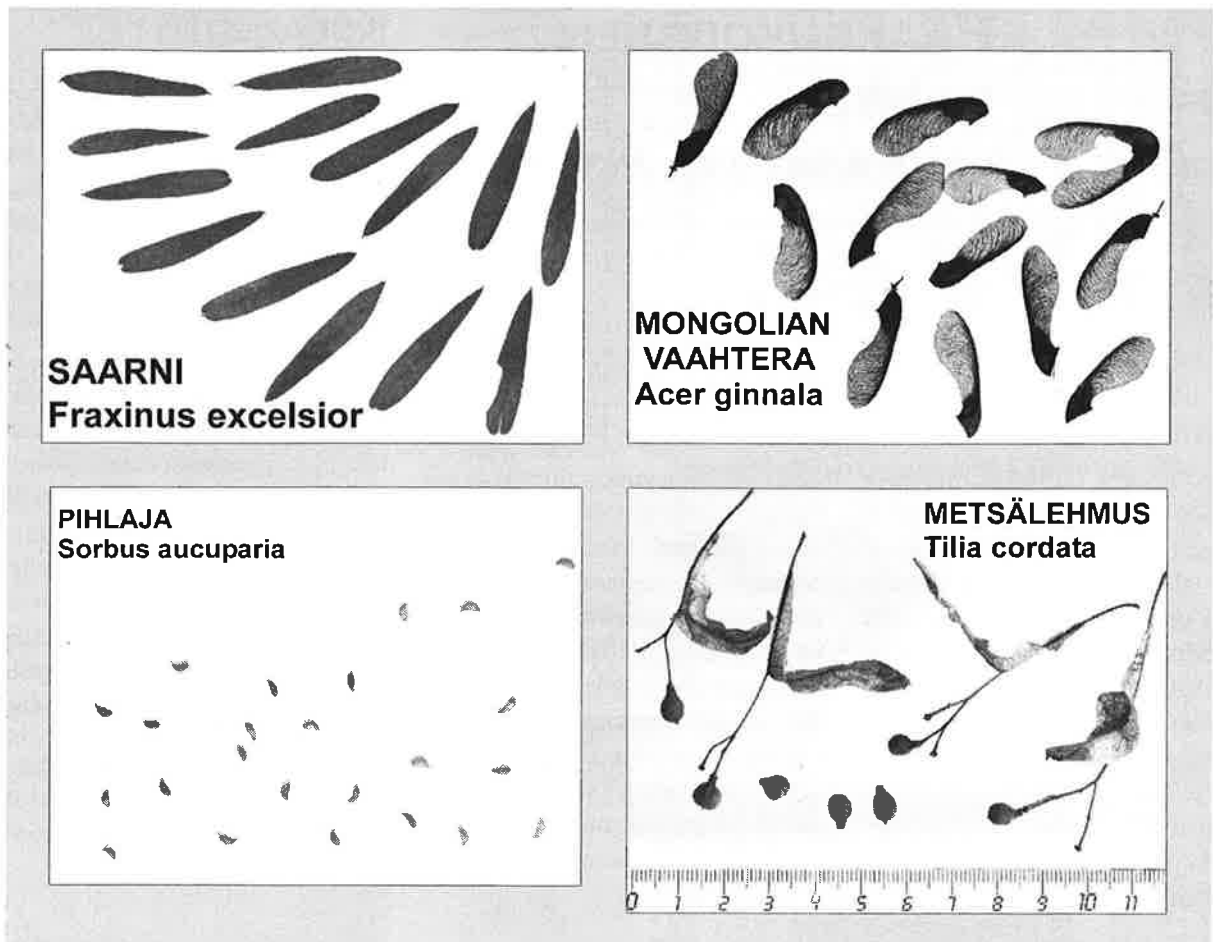 SAARNI
Fraxinus excelsior
MONGOLIAN
VAAHTERA
Acer ginnala
PIHLAJA
Sorbus aucuparia
METSÄLEHMUS
Tilia cordata
0 1 2 3 4 5 6 7 8 9 10 11